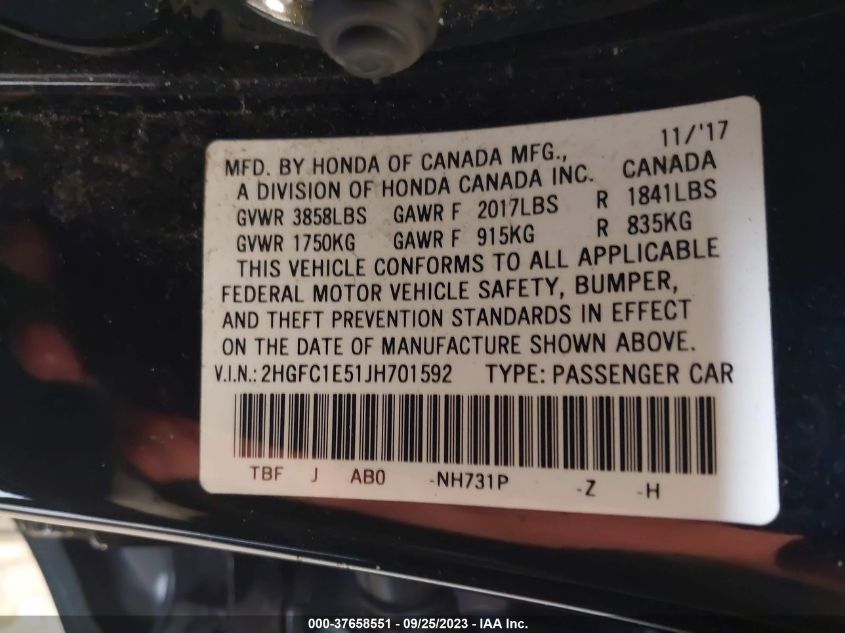 11/'17
MFD. BY HONDA OF CANADA MFG.,
A DIVISION OF HONDA CANADA INC. CANADA
GVWR 3858LBS GAWR F 2017LBS R 1841LBS
GVWR 1750KG GAWR F 915KG R 835KG
THIS VEHICLE CONFORMS TO ALL APPLICABLE
FEDERAL MOTOR VEHICLE SAFETY, BUMPER,
AND THEFT PREVENTION STANDARDS IN EFFECT
ON THE DATE OF MANUFACTURE SHOWN ABOVE.
V.I.N.: 2HGFC1E51JH701592 TYPE: PASSENGER CAR
TBF J AB0 -NH731P -Z -H
000-37658551 — 09/25/2023 - IAA Inc.